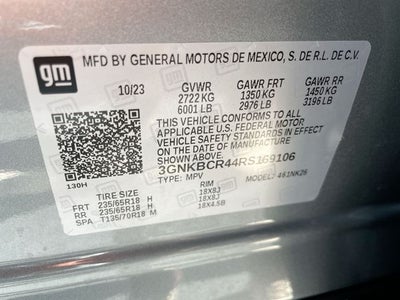 gm
MFD BY GENERAL MOTORS DE MEXICO, S. DE R.L. DE C.V.
10/23 GVWR GAWR FRT GAWR RR
2722 KG 1350 KG 1450 KG
6001 LB 2976 LB 3196 LB
THIS VEHICLE CONFORMS TO ALL
APPLICABLE U.S. FEDERAL MOTOR
VEHICLE SAFETY STANDARDS IN EFFECT
ON THE DATE OF MANUFACTURE
SHOWN ABOVE.
3GNKBCR44RS169106
TYPE: MPV MODEL: 461NK26
130H
TIRE SIZE RIM
FRT 235/65R18 H 18X8J
RR 235/65R18 H 18X8J
SPA T135/70R18 M 18X4.5B